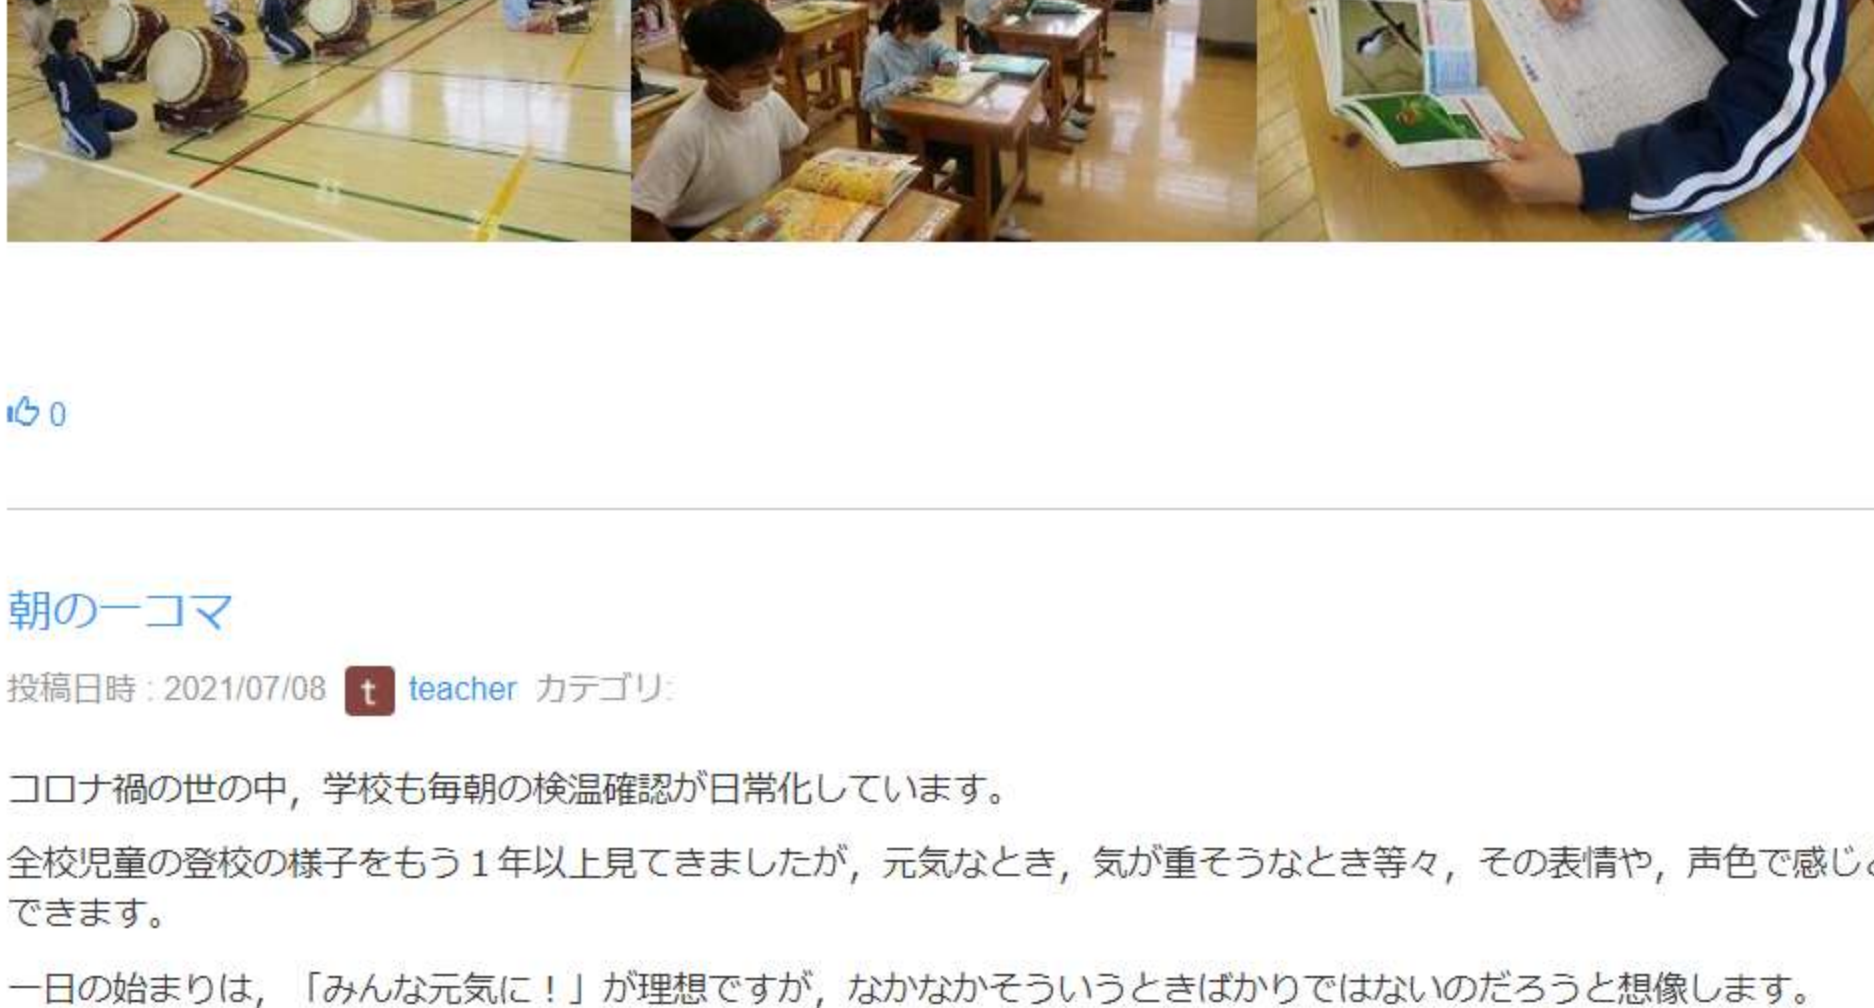 0
朝の一コマ
投稿日時 : 2021/07/08 t teacher カテゴリ:
コロナ禍の世の中，学校も毎朝の検温確認が日常化しています。
全校児童の登校の様子をもう１年以上見てきましたが，元気なとき，気が重そうなとき等々，その表情や，声色で感じ
できます。
一日の始まりは，「みんな元気に！」が理想ですが，なかなかそういうときばかりではないのだろうと想像します。